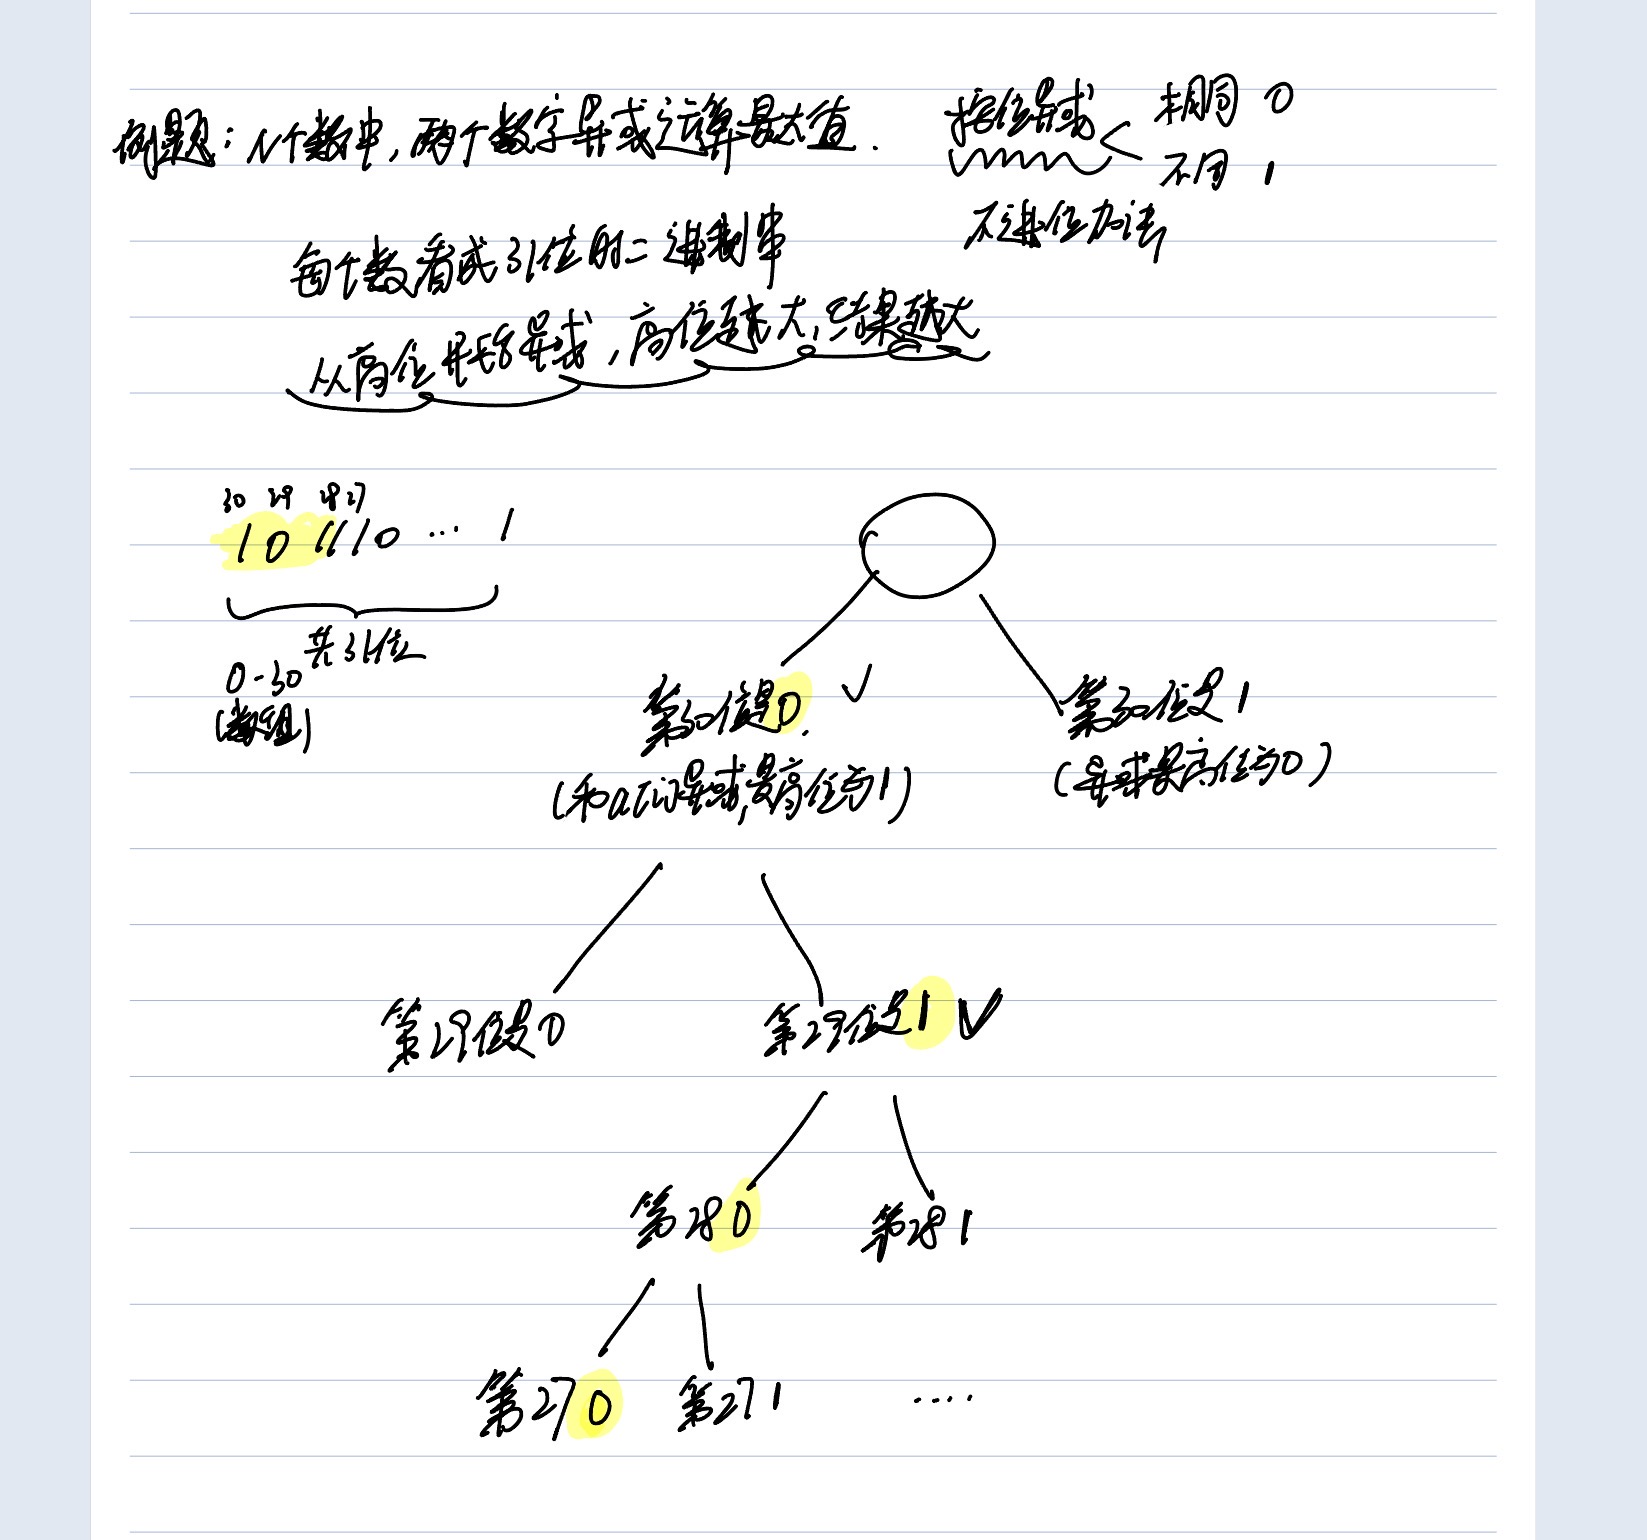 例题：N个数中，两个数字异或运算最大值.
按位异或 < 相同 0
不同 1
不进位加法
每个数看成31位的二进制串
从高位开始异或，高位越大，结果越大
30 29 28 27
1 0 1 1 1 0 … 1
共31位
0-30
(数组)
第30位是0. ✓
第30位是1
(和a[i]异或，最高位为1)
(异或最高位为0)
第29位是0
第29位是1 ✓
第28 0
第28 1
第27 0
第27 1
....